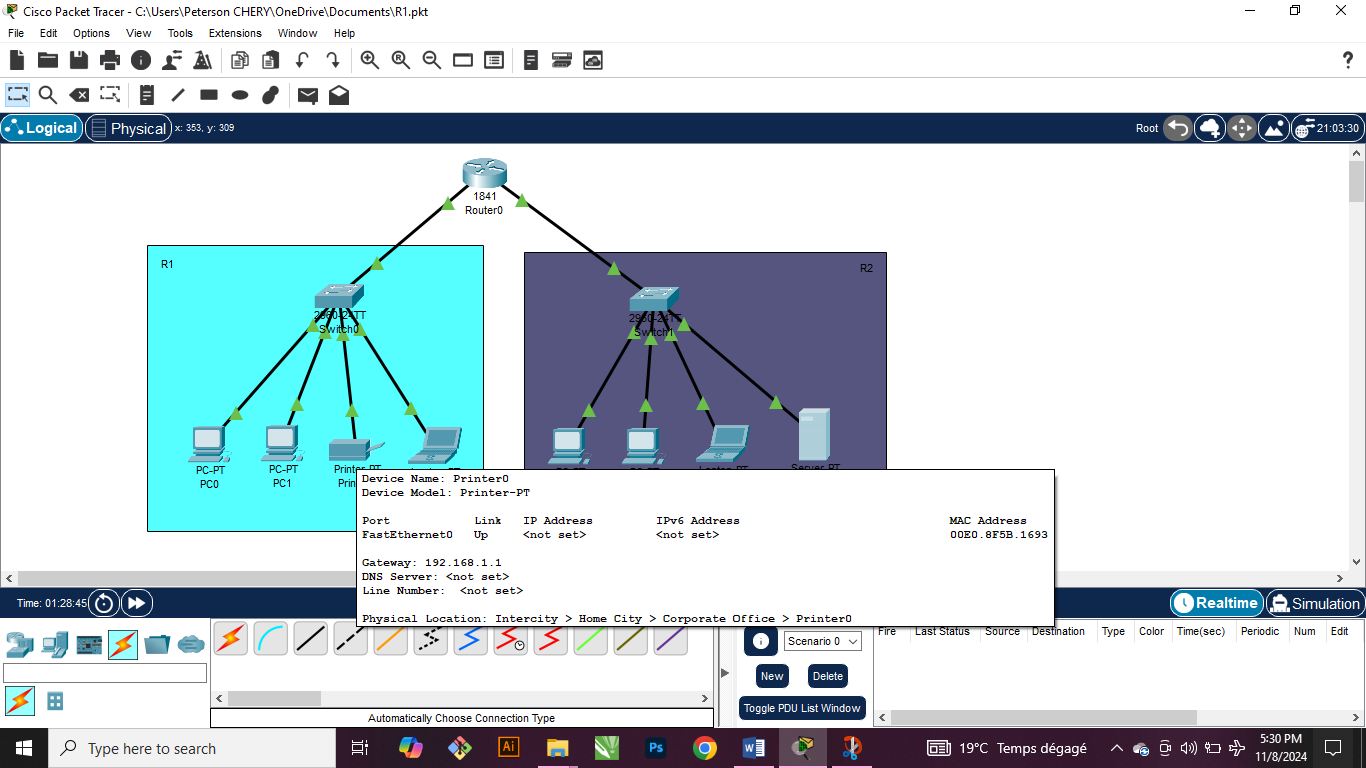 Cisco Packet Tracer - C:\Users\Peterson CHERY\OneDrive\Documents\R1.pkt
File Edit Options View Tools Extensions Window Help
Logical Physical x: 353, y: 309 Root 21:03:30
1841
Router0
R1
R2
2960-24TT
Switch0
2950-24T
Switch1
PC-PT
PC0
PC-PT
PC1
Printer-PT
Server-PT
Device Name: Printer0
Device Model: Printer-PT
Port Link IP Address IPv6 Address MAC Address
FastEthernet0 Up <not set> <not set> 00E0.8F5B.1693
Gateway: 192.168.1.1
DNS Server: <not set>
Line Number: <not set>
Physical Location: Intercity > Home City > Corporate Office > Printer0
Time: 01:28:45 Realtime Simulation
Scenario 0
New Delete
Toggle PDU List Window
Fire Last Status Source Destination Type Color Time(sec) Periodic Num Edit
Automatically Choose Connection Type
Type here to search
19°C Temps dégagé
5:30 PM
11/8/2024